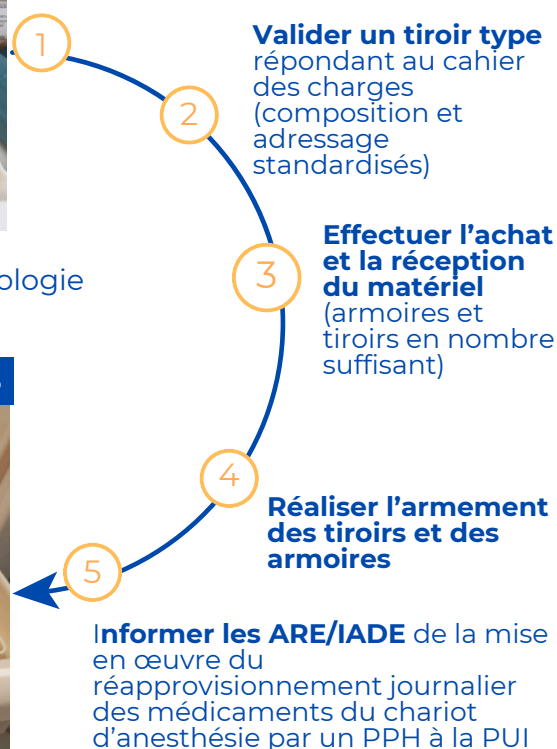 1
Valider un tiroir type
répondant au cahier
des charges
(composition et
adressage
standardisés)
2
Effectuer l'achat
et la réception
du matériel
(armoires et
tiroirs en nombre
suffisant)
3
ologie
4
Réaliser l'armement
des tiroirs et des
armoires
5
Informer les ARE/IADE de la mise
en œuvre du
réapprovisionnement journalier
des médicaments du chariot
d'anesthésie par un PPH à la PUI